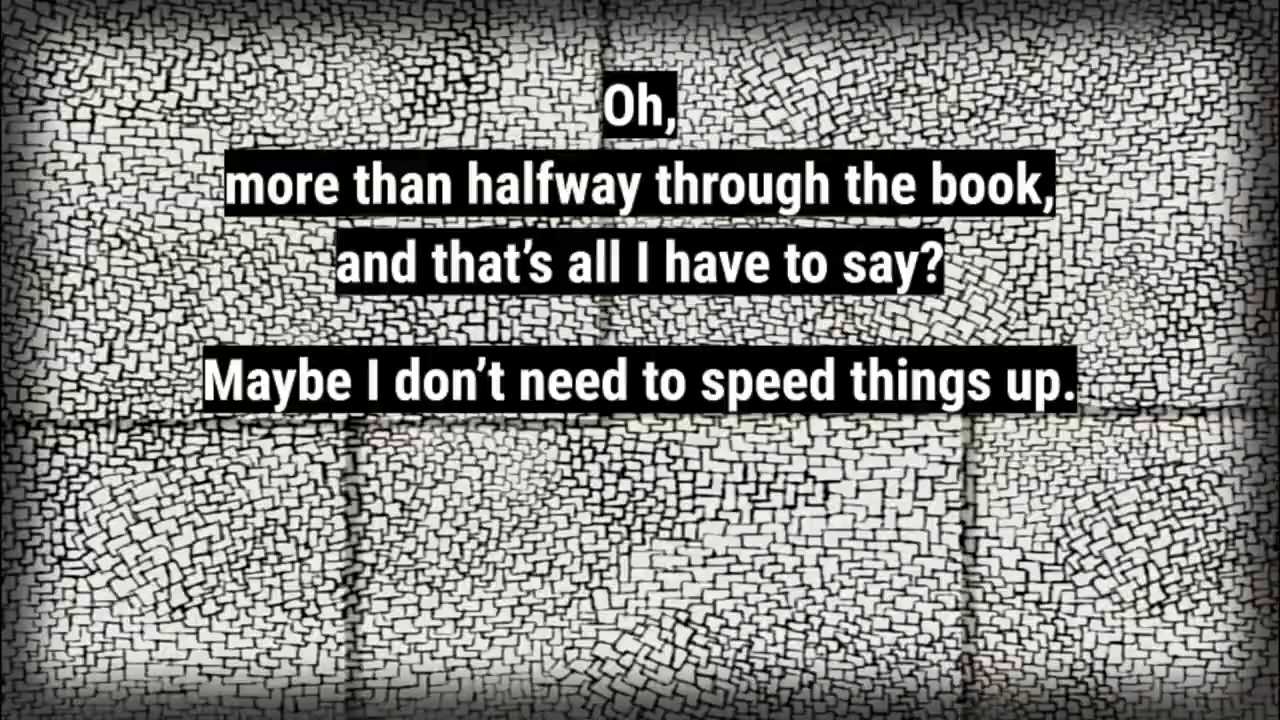 Oh,
more than halfway through the book,
and that’s all I have to say?
Maybe I don’t need to speed things up.